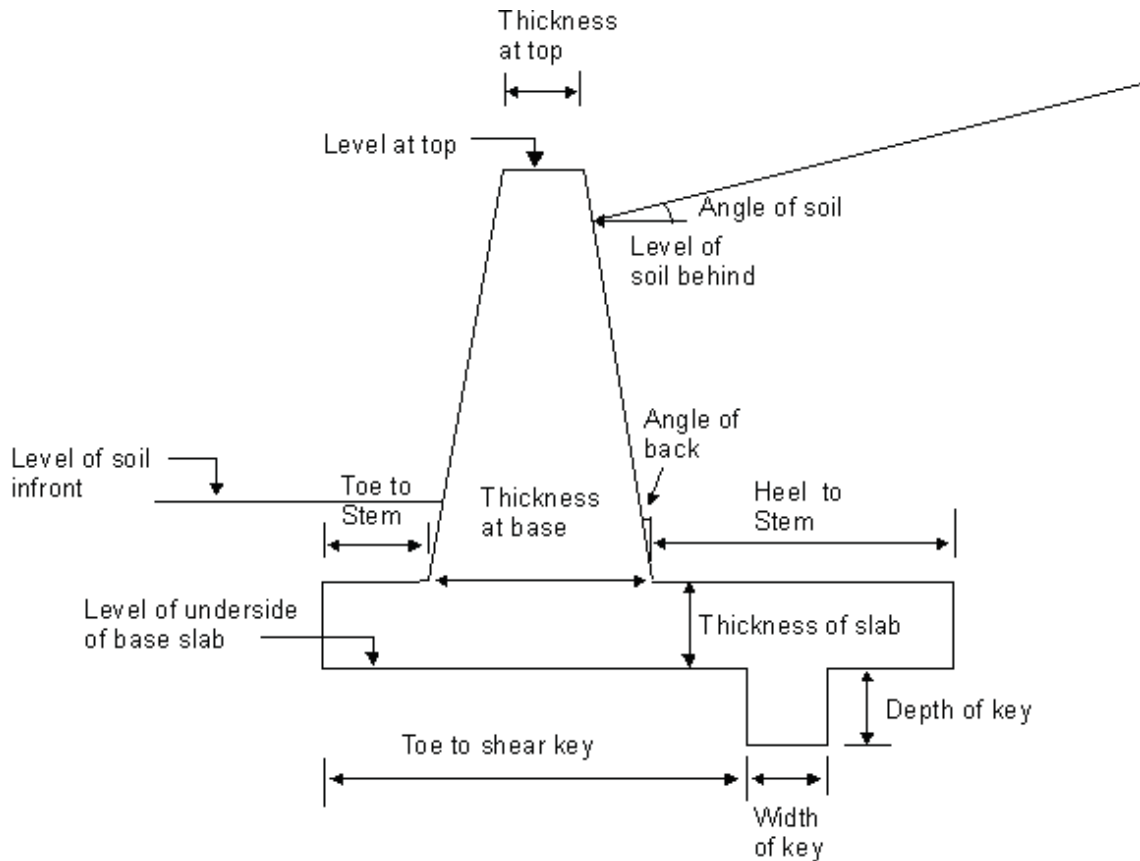 Thickness
at top
Level at top
Angle of soil
Level of
soil behind
Angle of
back
Level of soil
infront
Toe to
Stem
Thickness
at base
Heel to
Stem
Level of underside
of base slab
Thickness of slab
Depth of key
Toe to shear key
Width
of key